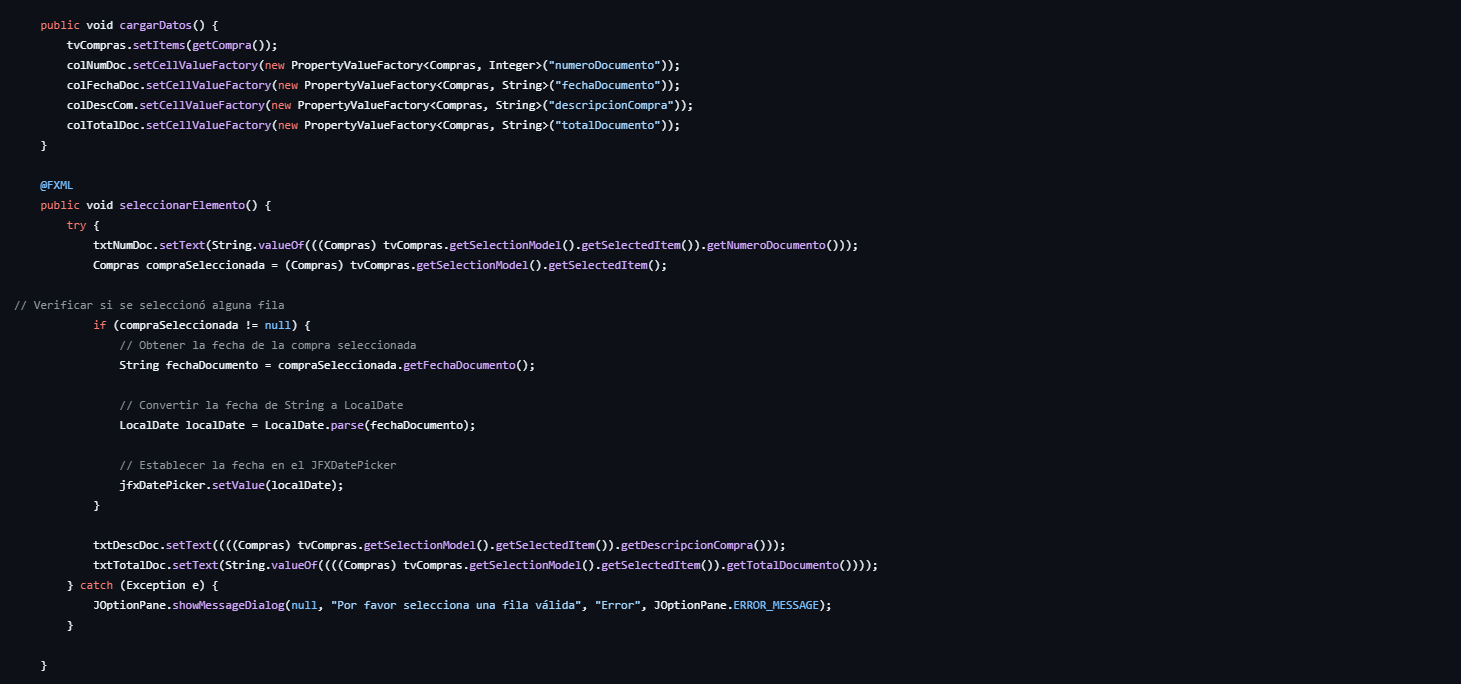 public void cargarDatos() {
tvCompras.setItems(getCompra());
colNumDoc.setCellValueFactory(new PropertyValueFactory<Compras, Integer>("numeroDocumento"));
colFechaDoc.setCellValueFactory(new PropertyValueFactory<Compras, String>("fechaDocumento"));
colDescCom.setCellValueFactory(new PropertyValueFactory<Compras, String>("descripcionCompra"));
colTotalDoc.setCellValueFactory(new PropertyValueFactory<Compras, String>("totalDocumento"));
}
@FXML
public void seleccionarElemento() {
try {
txtNumDoc.setText(String.valueOf(((Compras) tvCompras.getSelectionModel().getSelectedItem()).getNumeroDocumento()));
Compras compraSeleccionada = (Compras) tvCompras.getSelectionModel().getSelectedItem();
// Verificar si se seleccionó alguna fila
if (compraSeleccionada != null) {
// Obtener la fecha de la compra seleccionada
String fechaDocumento = compraSeleccionada.getFechaDocumento();
// Convertir la fecha de String a LocalDate
LocalDate localDate = LocalDate.parse(fechaDocumento);
// Establecer la fecha en el JFXDatePicker
jfxDatePicker.setValue(localDate);
}
txtDescDoc.setText((((Compras) tvCompras.getSelectionModel().getSelectedItem()).getDescripcionCompra()));
txtTotalDoc.setText(String.valueOf((((Compras) tvCompras.getSelectionModel().getSelectedItem()).getTotalDocumento())));
} catch (Exception e) {
JOptionPane.showMessageDialog(null, "Por favor selecciona una fila válida", "Error", JOptionPane.ERROR_MESSAGE);
}
}